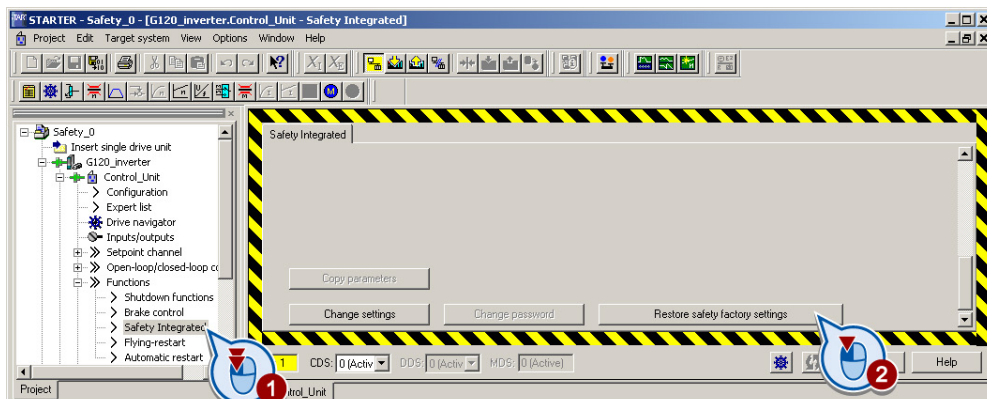 STARTER - Safety_0 - [G120_inverter.Control_Unit - Safety Integrated]
Project Edit Target system View Options Window Help
Safety_0
Insert single drive unit
G120_inverter
Control_Unit
Configuration
Expert list
Drive navigator
Inputs/outputs
Setpoint channel
Open-loop/closed-loop
Functions
Shutdown functions
Brake control
Safety Integrated
Flying-restart
Automatic restart
Project
Safety Integrated
Copy parameters
Change settings
Change password
Restore safety factory settings
1
CDS: 0 (Activ
DDS: 0 (Activ
MDS: 0 (Active)
Help
trol_Unit
1
2